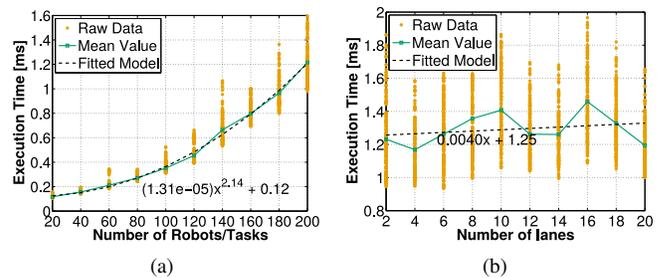 1.6
1.4
1.2
1
0.8
0.6
0.4
0.2
0
Execution Time [ms]
Raw Data
Mean Value
Fitted Model
(1.31e−05)x^2.14 + 0.12
20 40 60 80 100 120 140 160 180 200
Number of Robots/Tasks
(a)
2
1.8
1.6
1.4
1.2
1
0.8
Execution Time [ms]
Raw Data
Mean Value
Fitted Model
0.0040x + 1.25
2 4 6 8 10 12 14 16 18 20
Number of lanes
(b)